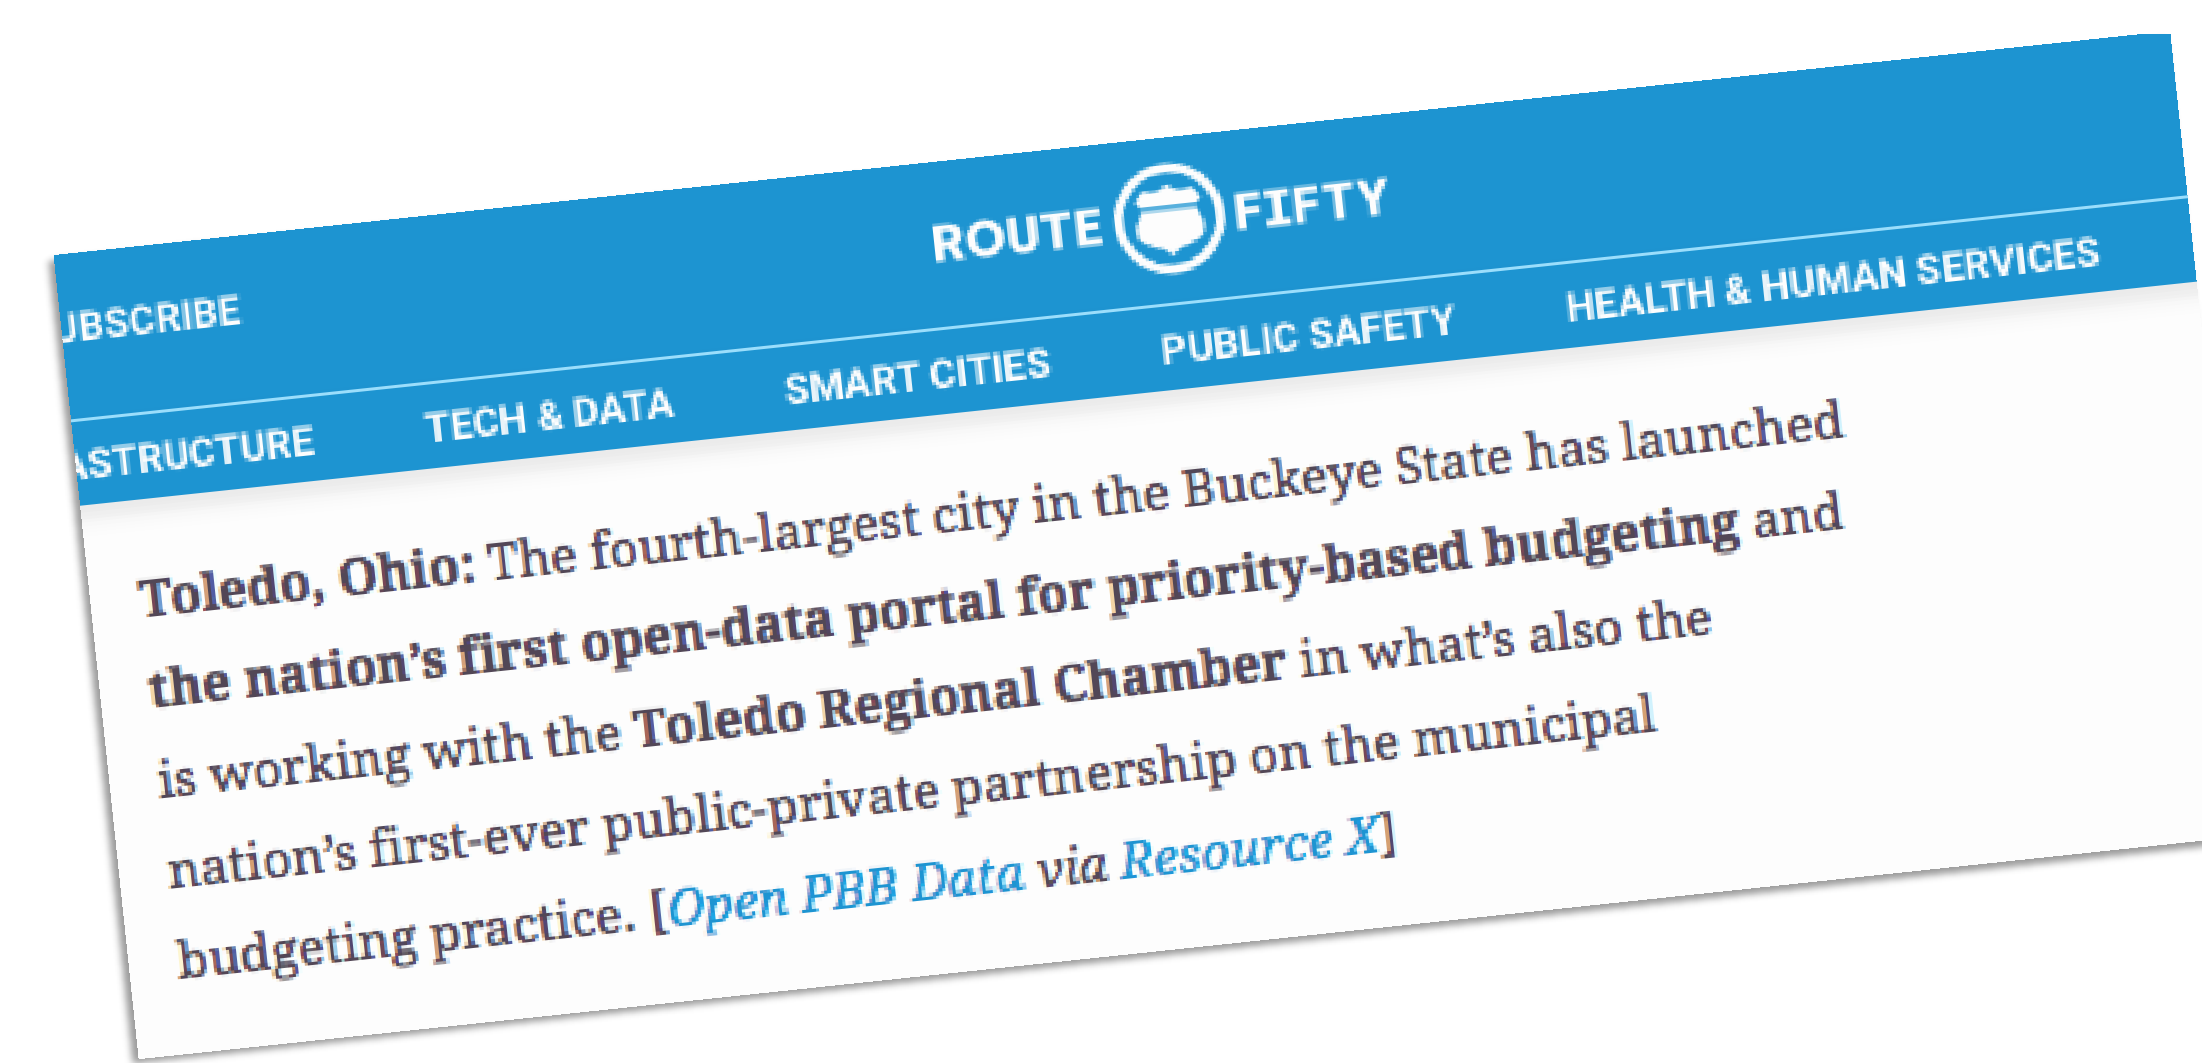 ROUTE FIFTY
UBSCRIBE
ASTRUCTURE TECH & DATA SMART CITIES PUBLIC SAFETY HEALTH & HUMAN SERVICES
Toledo, Ohio: The fourth-largest city in the Buckeye State has launched
the nation’s first open-data portal for priority-based budgeting and
is working with the Toledo Regional Chamber in what’s also the
nation’s first-ever public-private partnership on the municipal
budgeting practice. [Open PBB Data via Resource X]